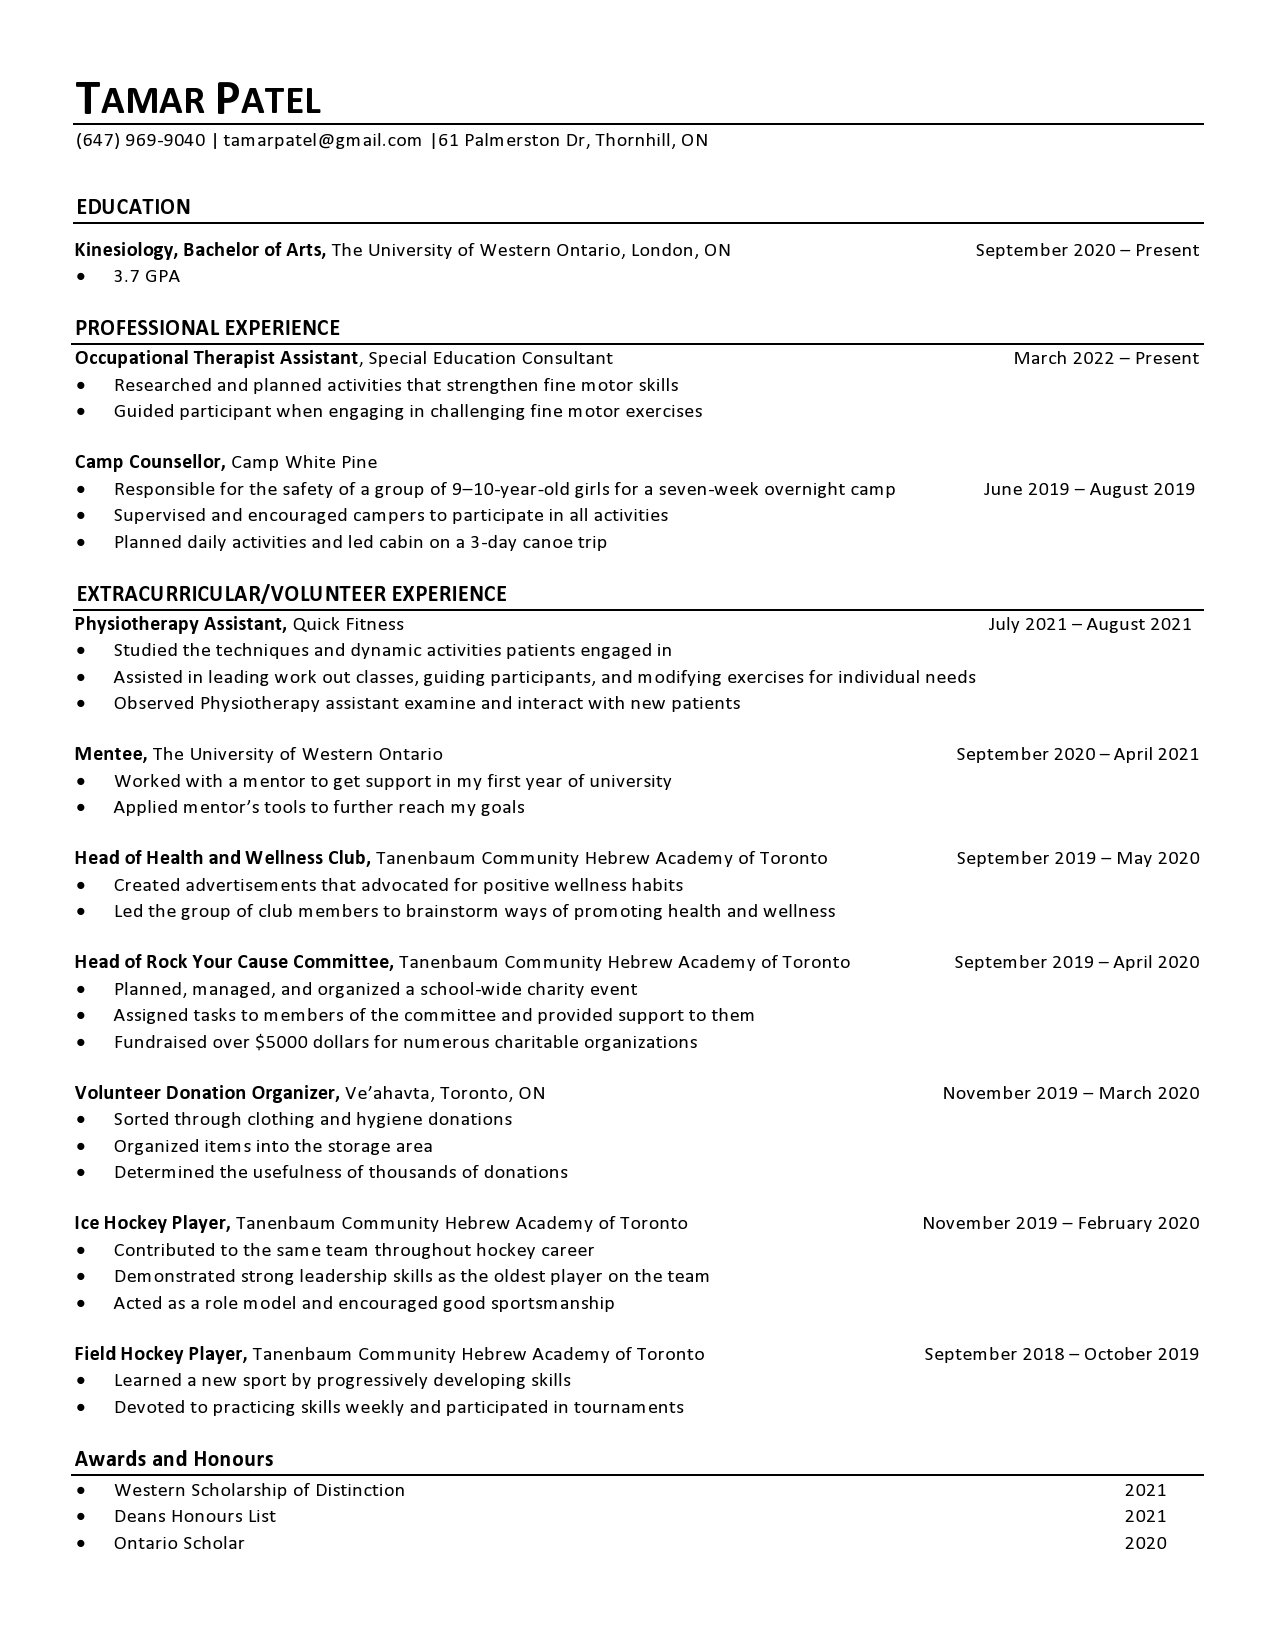 TAMAR PATEL
(647) 969-9040 | tamarpatel@gmail.com |61 Palmerston Dr, Thornhill, ON
EDUCATION
Kinesiology, Bachelor of Arts, The University of Western Ontario, London, ON September 2020 – Present
• 3.7 GPA
PROFESSIONAL EXPERIENCE
Occupational Therapist Assistant, Special Education Consultant March 2022 – Present
• Researched and planned activities that strengthen fine motor skills
• Guided participant when engaging in challenging fine motor exercises
Camp Counsellor, Camp White Pine
• Responsible for the safety of a group of 9–10-year-old girls for a seven-week overnight camp June 2019 – August 2019
• Supervised and encouraged campers to participate in all activities
• Planned daily activities and led cabin on a 3-day canoe trip
EXTRACURRICULAR/VOLUNTEER EXPERIENCE
Physiotherapy Assistant, Quick Fitness July 2021 – August 2021
• Studied the techniques and dynamic activities patients engaged in
• Assisted in leading work out classes, guiding participants, and modifying exercises for individual needs
• Observed Physiotherapy assistant examine and interact with new patients
Mentee, The University of Western Ontario September 2020 – April 2021
• Worked with a mentor to get support in my first year of university
• Applied mentor’s tools to further reach my goals
Head of Health and Wellness Club, Tanenbaum Community Hebrew Academy of Toronto September 2019 – May 2020
• Created advertisements that advocated for positive wellness habits
• Led the group of club members to brainstorm ways of promoting health and wellness
Head of Rock Your Cause Committee, Tanenbaum Community Hebrew Academy of Toronto September 2019 – April 2020
• Planned, managed, and organized a school-wide charity event
• Assigned tasks to members of the committee and provided support to them
• Fundraised over $5000 dollars for numerous charitable organizations
Volunteer Donation Organizer, Ve’ahavta, Toronto, ON November 2019 – March 2020
• Sorted through clothing and hygiene donations
• Organized items into the storage area
• Determined the usefulness of thousands of donations
Ice Hockey Player, Tanenbaum Community Hebrew Academy of Toronto November 2019 – February 2020
• Contributed to the same team throughout hockey career
• Demonstrated strong leadership skills as the oldest player on the team
• Acted as a role model and encouraged good sportsmanship
Field Hockey Player, Tanenbaum Community Hebrew Academy of Toronto September 2018 – October 2019
• Learned a new sport by progressively developing skills
• Devoted to practicing skills weekly and participated in tournaments
Awards and Honours
• Western Scholarship of Distinction 2021
• Deans Honours List 2021
• Ontario Scholar 2020